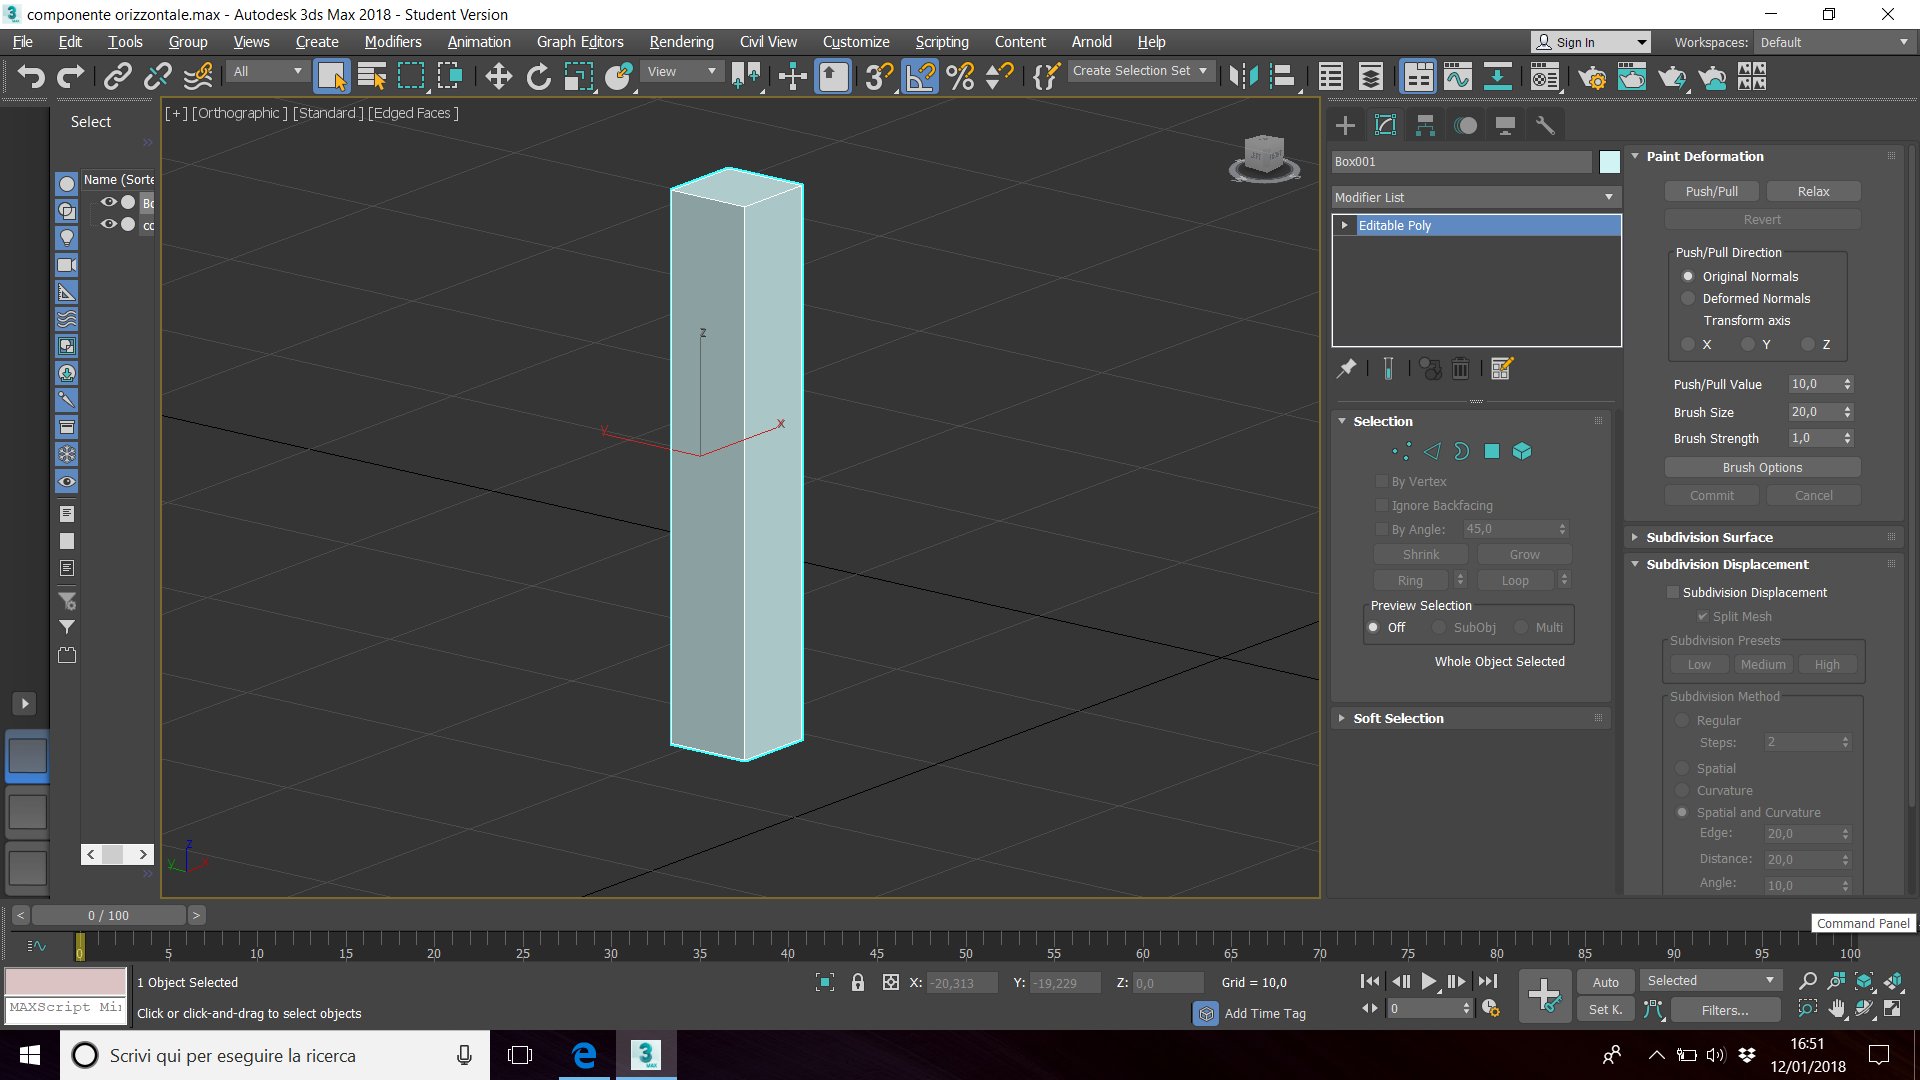 componente orizzontale.max - Autodesk 3ds Max 2018 - Student Version
File Edit Tools Group Views Create Modifiers Animation Graph Editors Rendering Civil View Customize Scripting Content Arnold Help
Sign In
Workspaces: Default
All
View
Create Selection Set
Select
Name (Sorte
Bo
co
[ + ] [Orthographic ] [Standard ] [Edged Faces ]
z
x
y
z
y
x
Box001
Modifier List
Editable Poly
Selection
By Vertex
Ignore Backfacing
By Angle: 45,0
Shrink Grow
Ring Loop
Preview Selection
Off SubObj Multi
Whole Object Selected
Soft Selection
Paint Deformation
Push/Pull Relax
Revert
Push/Pull Direction
Original Normals
Deformed Normals
Transform axis
X Y Z
Push/Pull Value 10,0
Brush Size 20,0
Brush Strength 1,0
Brush Options
Commit Cancel
Subdivision Surface
Subdivision Displacement
Subdivision Displacement
Split Mesh
Subdivision Presets
Low Medium High
Subdivision Method
Regular
Steps: 2
Spatial
Curvature
Spatial and Curvature
Edge: 20,0
Distance: 20,0
Angle: 10,0
Command Panel
< 0 / 100 >
0 5 10 15 20 25 30 35 40 45 50 55 60 65 70 75 80 85 90 95 100
1 Object Selected
X: -20,313 Y: -19,229 Z: 0,0 Grid = 10,0
Auto Selected
MAXScript Mi
Click or click-and-drag to select objects
Add Time Tag
0
Set K. Filters...
Scrivi qui per eseguire la ricerca
3
MAX
16:51
12/01/2018